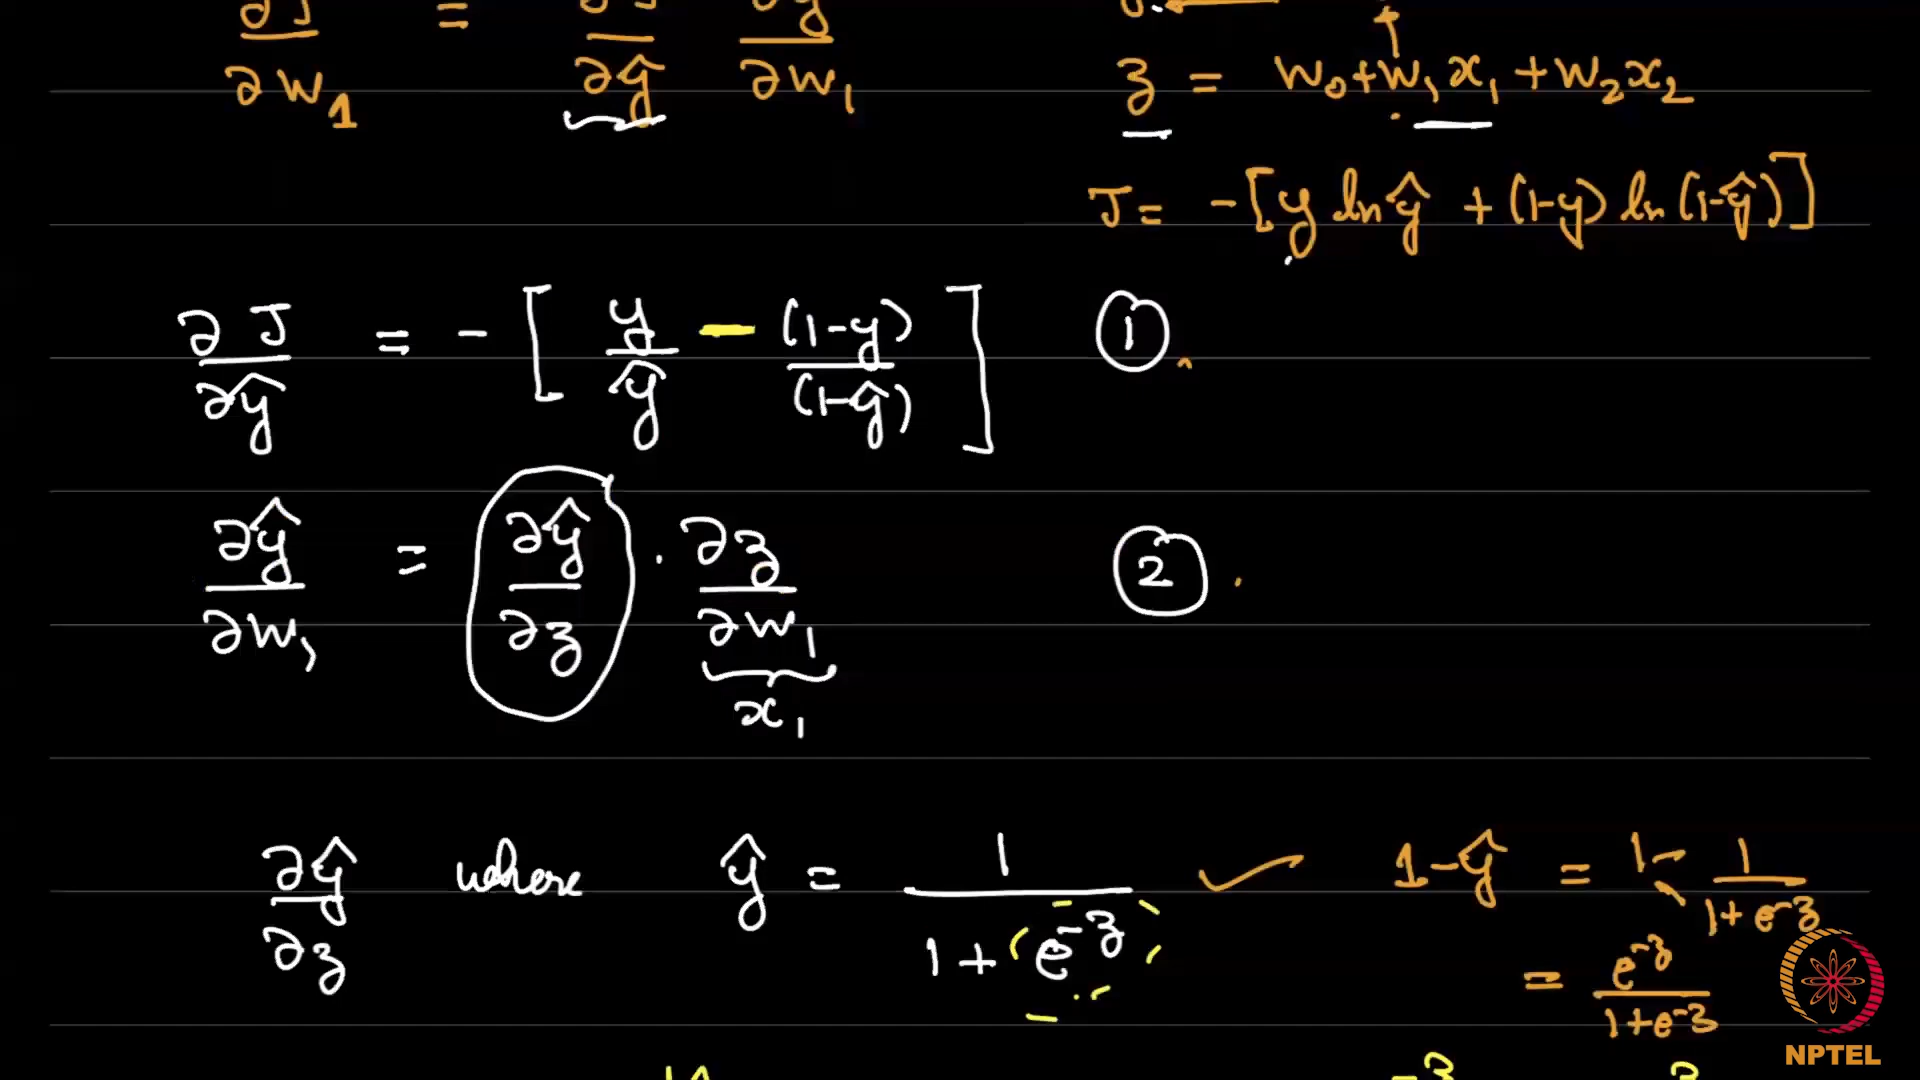 ∂J/∂w1 = ∂J/∂ŷ ∂ŷ/∂w1
z = w0+w1x1+w2x2
J = -[y ln ŷ + (1-y) ln (1-ŷ)]
∂J/∂ŷ = -[y/ŷ - (1-y)/(1-ŷ)] ①
∂ŷ/∂w1 = ∂ŷ/∂z . ∂z/∂w1 ②
x1
∂ŷ/∂z where ŷ = 1/(1+(e^-z)) ✓ 1-ŷ = 1- 1/(1+e^-z)
= e^-z/(1+e^-z)
NPTEL